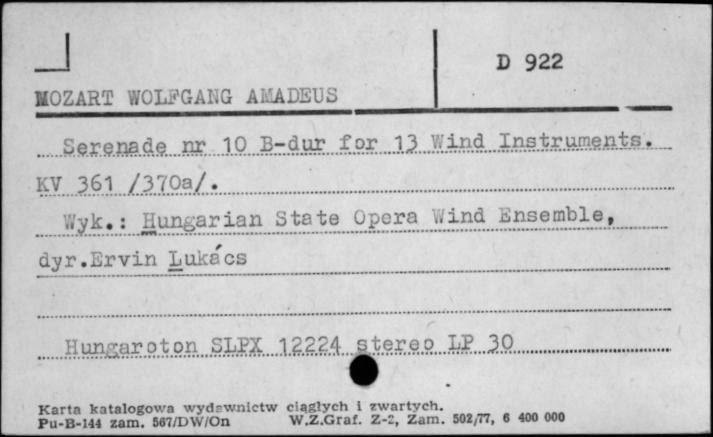 D 922
MOZART WOLFGANG AMADEUS
Serenade nr 10 B-dur for 13 Wind Instruments.
KV 361 /370a/.
Wyk.: Hungarian State Opera Wind Ensemble,
dyr.Ervin Lukács
Hungaroton SLPX 12224 stereo LP 30
Karta katalogowa wydawnictw ciągłych i zwartych.
Pu-B-144 zam. 567/DW/On W.Z.Graf. Z-2, Zam. 502/77, 6 400 000